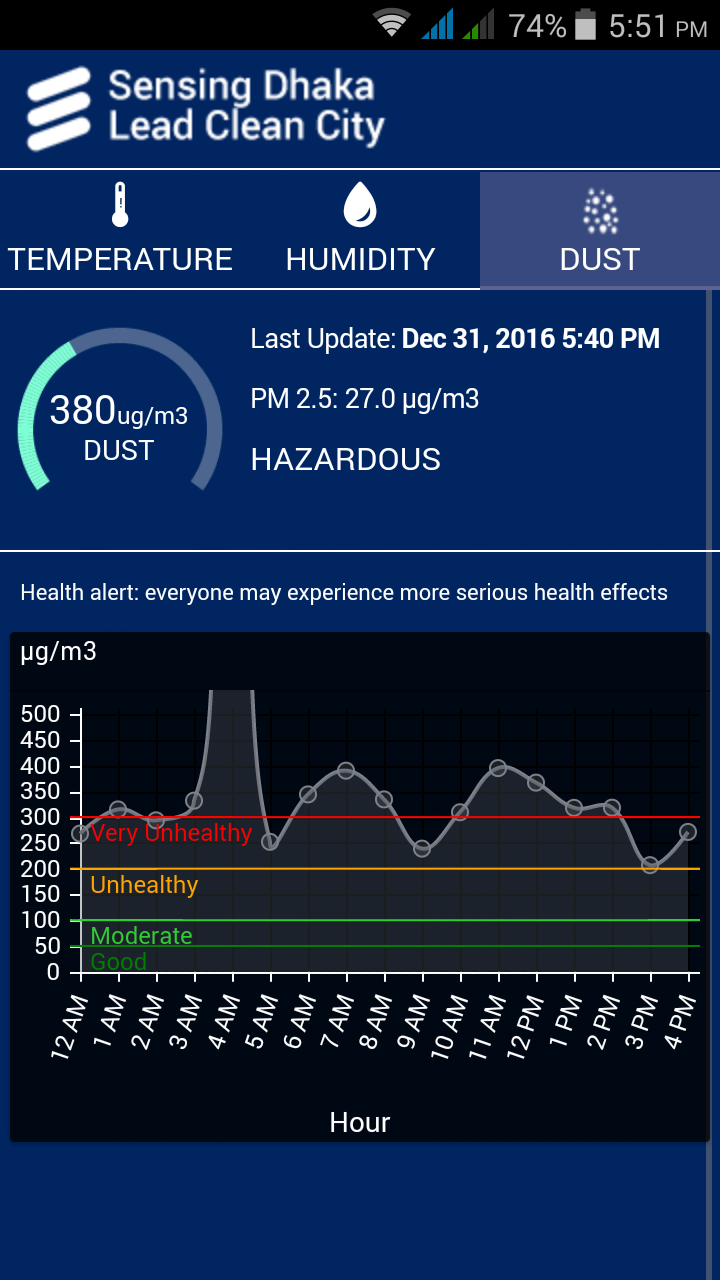 74% 5:51 PM
Sensing Dhaka
Lead Clean City
TEMPERATURE HUMIDITY DUST
380ug/m3
DUST
Last Update: Dec 31, 2016 5:40 PM
PM 2.5: 27.0 µg/m3
HAZARDOUS
Health alert: everyone may experience more serious health effects
µg/m3
500
450
400
350
300
Very Unhealthy
250
200
Unhealthy
150
100
Moderate
50
Good
0
12 AM 1 AM 2 AM 3 AM 4 AM 5 AM 6 AM 7 AM 8 AM 9 AM 10 AM 11 AM 12 PM 1 PM 2 PM 3 PM 4 PM
Hour